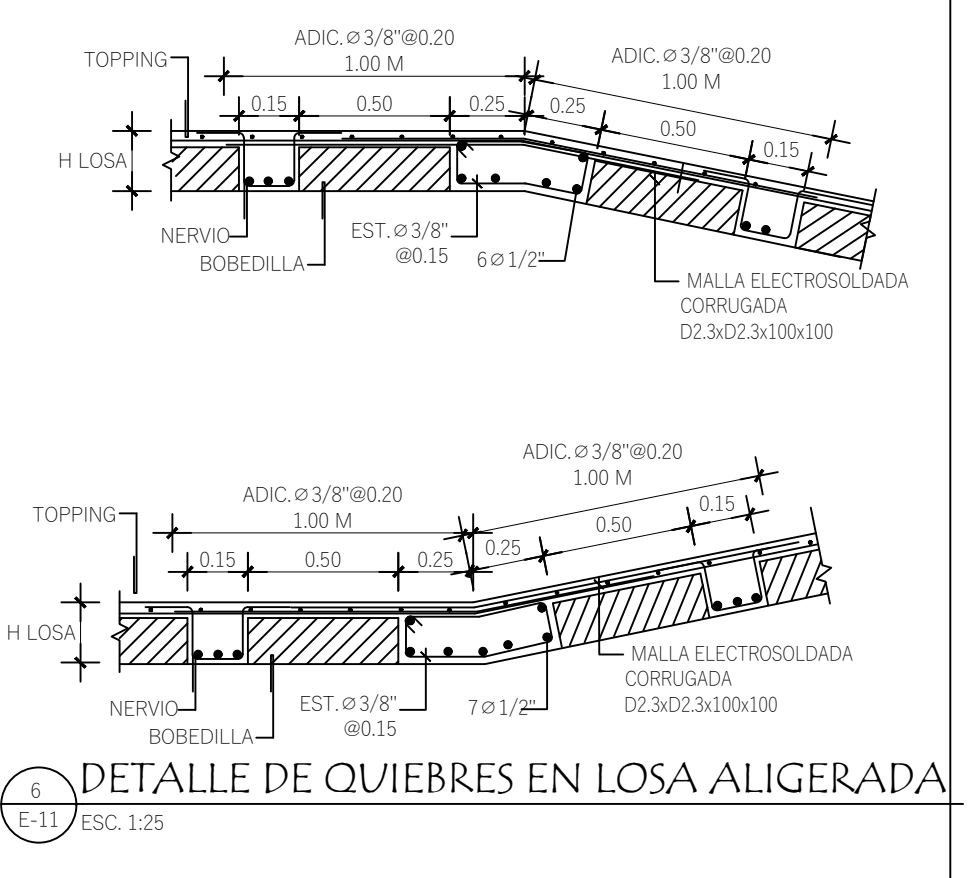 ADIC.∅3/8"@0.20
1.00 M
ADIC.∅3/8"@0.20
1.00 M
TOPPING
0.15
0.50
0.25
0.25
0.50
0.15
H LOSA
NERVIO
BOBEDILLA
EST.∅3/8"
@0.15
6∅1/2"
MALLA ELECTROSOLDADA
CORRUGADA
D2.3xD2.3x100x100
ADIC.∅3/8"@0.20
1.00 M
ADIC.∅3/8"@0.20
1.00 M
TOPPING
0.15
0.50
0.25
0.25
0.50
0.15
H LOSA
NERVIO
BOBEDILLA
EST.∅3/8"
@0.15
7∅1/2"
MALLA ELECTROSOLDADA
CORRUGADA
D2.3xD2.3x100x100
6
E-11
DETALLE DE QUIEBRES EN LOSA ALIGERADA
ESC. 1:25